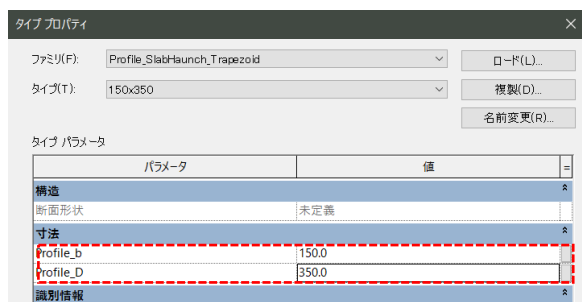 タイプ プロパティ
ファミリ(F): Profile_SlabHaunch_Trapezoid ロード(L)...
タイプ(T): 150x350 複製(D)...
名前変更(R)...
タイプ パラメータ
パラメータ 値 =
構造
断面形状 未定義
寸法
Profile_b 150.0
Profile_D 350.0
識別情報